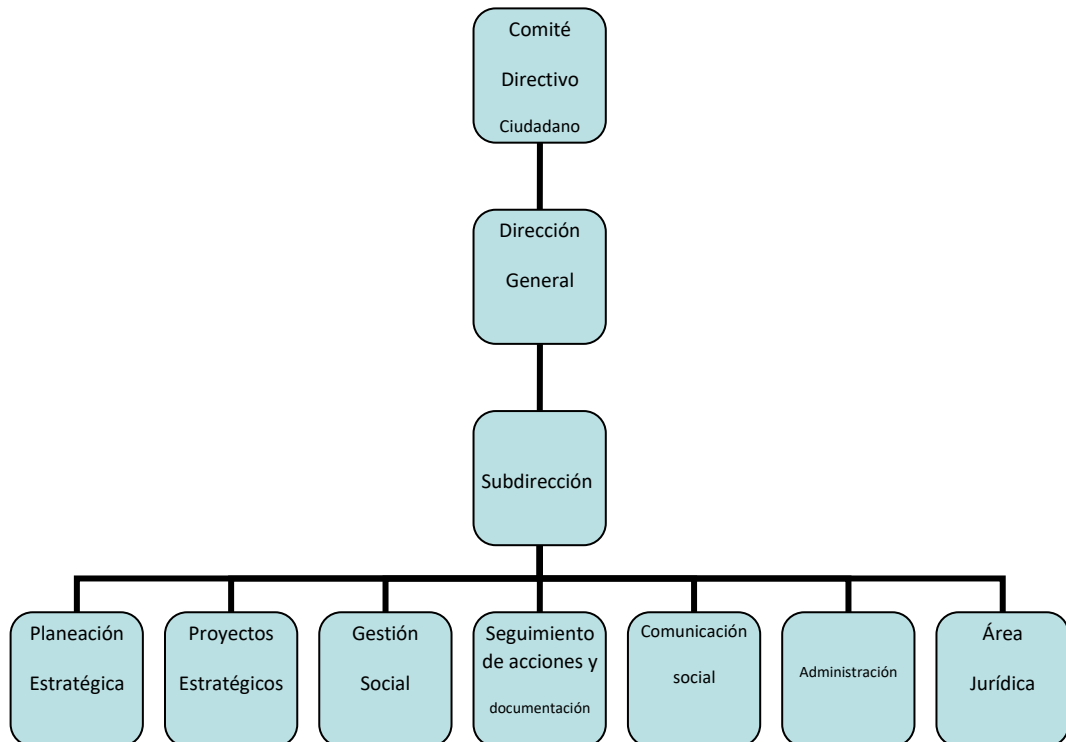 Comité
Directivo
Ciudadano
Dirección
General
Subdirección
Planeación
Estratégica
Proyectos
Estratégicos
Gestión
Social
Seguimiento
de acciones y
documentación
Comunicación
social
Administración
Área
Jurídica